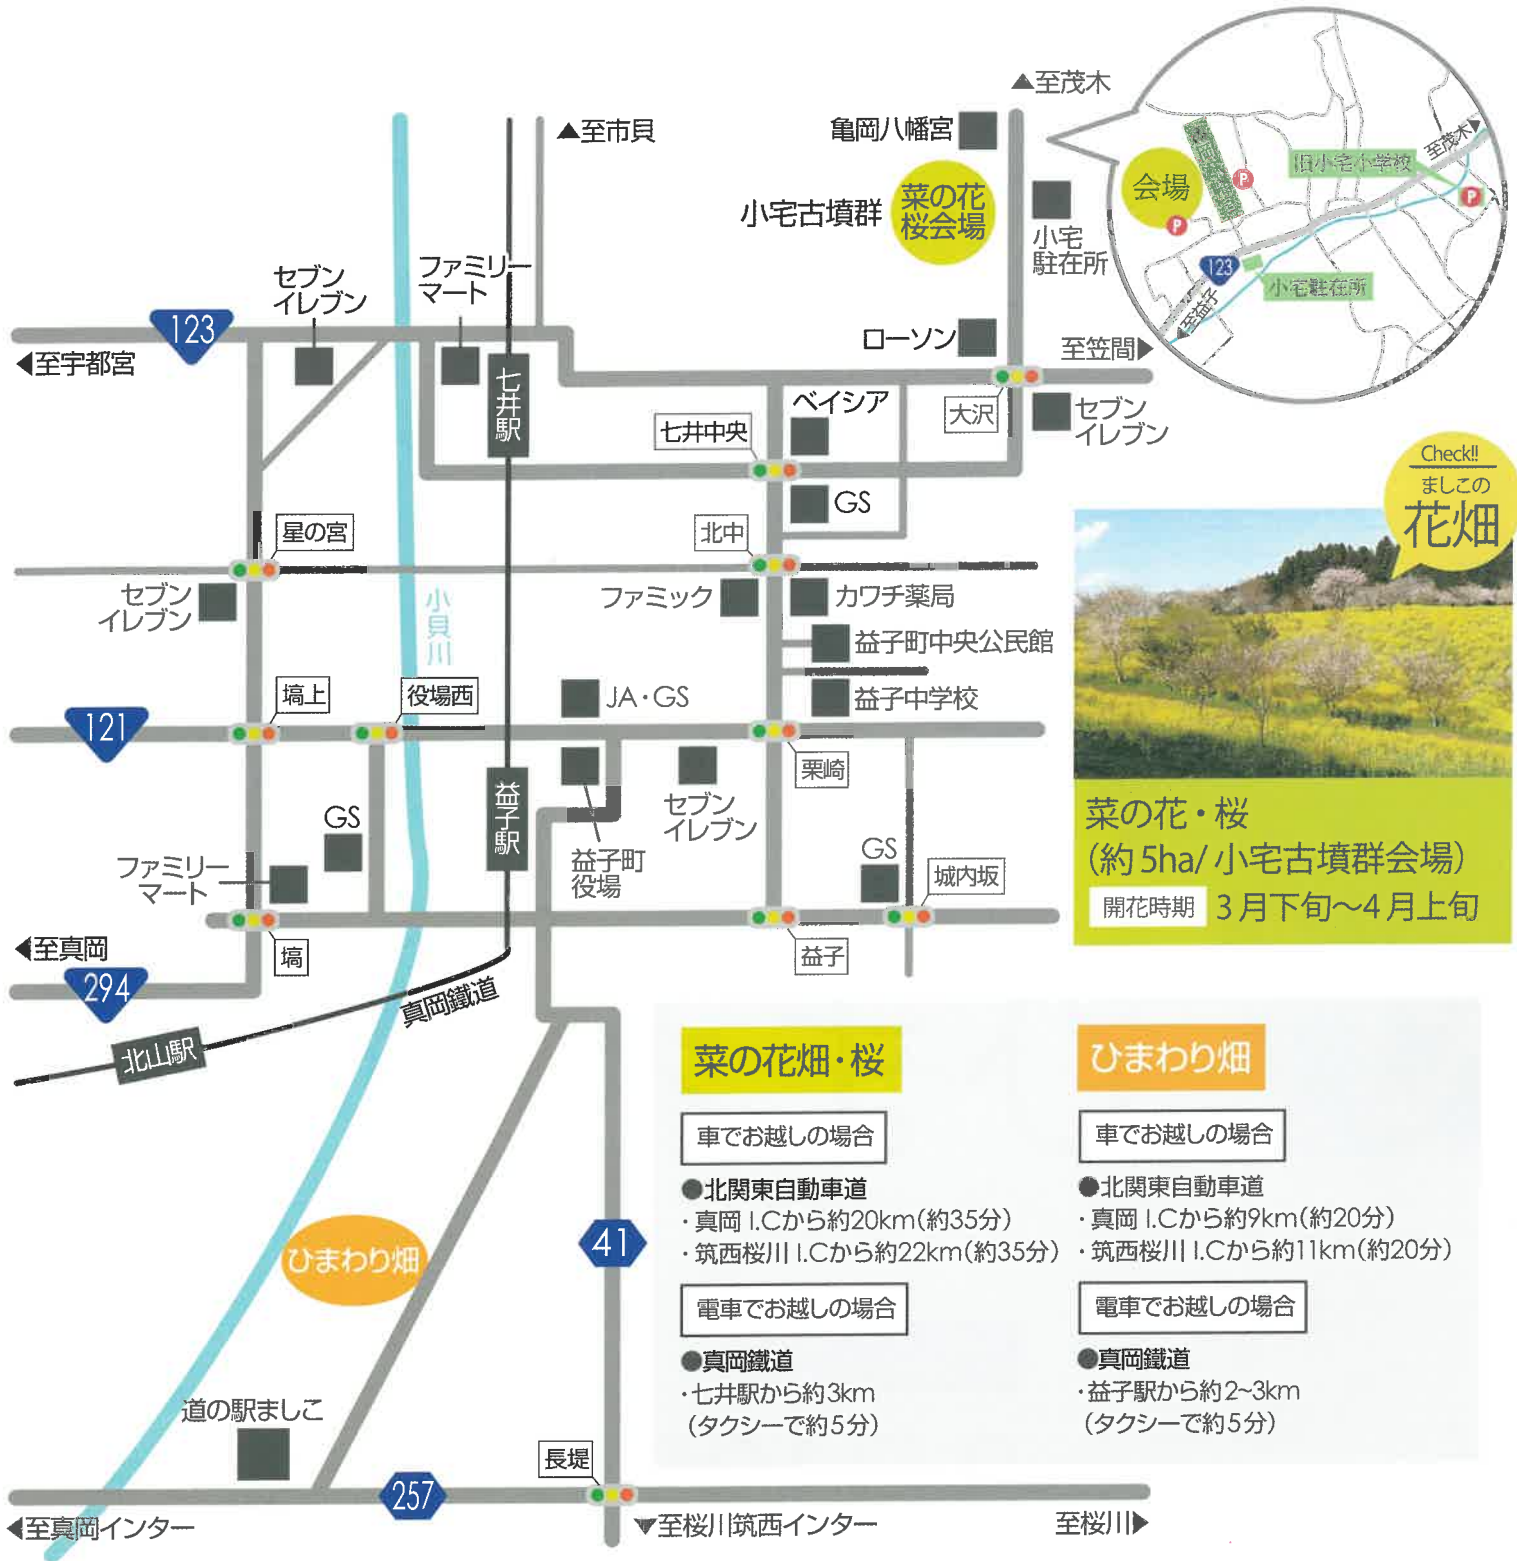 ▲至茂木
亀岡八幡宮
▲至市貝
小宅古墳群
菜の花
桜会場
小宅
駐在所
会場
P
P
旧小宅小学校
至茂木▶
P
123
小宅駐在所
◀至益子
セブン
イレブン
ファミリー
マート
123
◀至宇都宮
七井駅
ローソン
至笠間▶
大沢
セブン
イレブン
ベイシア
七井中央
GS
星の宮
北中
セブン
イレブン
小貝川
ファミック
カワチ薬局
益子町中央公民館
益子中学校
塙上
役場西
JA・GS
121
栗崎
益子駅
セブン
イレブン
益子町
役場
GS
ファミリー
マート
GS
城内坂
塙
益子
◀至真岡
294
真岡鐵道
北山駅
Check!!
ましこの
花畑
菜の花・桜
（約5ha/小宅古墳群会場）
開花時期 3月下旬～4月上旬
菜の花畑・桜
車でお越しの場合
●北関東自動車道
・真岡 I.Cから約20km（約35分）
・筑西桜川 I.Cから約22km（約35分）
電車でお越しの場合
●真岡鐵道
・七井駅から約3km
（タクシーで約5分）
ひまわり畑
車でお越しの場合
●北関東自動車道
・真岡 I.Cから約9km（約20分）
・筑西桜川 I.Cから約11km（約20分）
電車でお越しの場合
●真岡鐵道
・益子駅から約2~3km
（タクシーで約5分）
41
ひまわり畑
道の駅ましこ
長堤
257
◀至真岡インター
▼至桜川筑西インター
至桜川▶